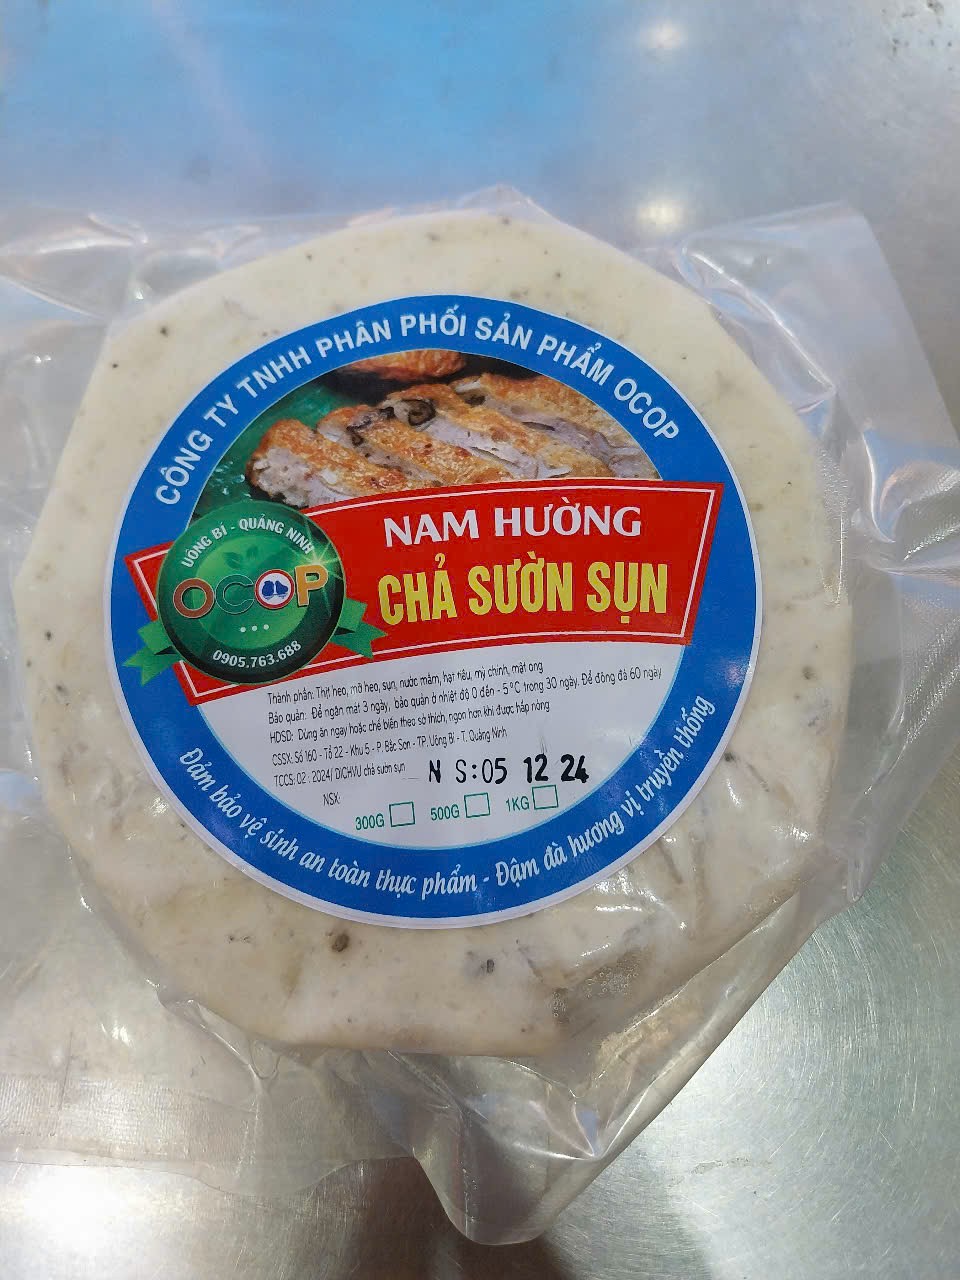 CÔNG TY TNHH PHÂN PHỐI SẢN PHẨM OCOP
NAM HƯỜNG
CHẢ SƯỜN SỤN
UÔNG BÍ - QUẢNG NINH
OCOP
0905.763.688
Thành phần: Thịt heo, mỡ heo, sụn, nước mắm, hạt tiêu, mỳ chính, mật ong
Bảo quản: Để ngăn mát 3 ngày, bảo quản ở nhiệt độ 0 đến - 5°C trong 30 ngày. Để đông đá 60 ngày
HDSD: Dùng ăn ngay hoặc chế biến theo sở thích, ngon hơn khi được hấp nóng
CSSX: Số 160 - Tổ 22 - Khu 5 - P. Bắc Sơn - TP. Uông Bí - T. Quảng Ninh
TCCS: 02 : 2024/ DICHVU chả sườn sụn
NSX:
N S:05 12 24
300G 500G 1KG
Đảm bảo vệ sinh an toàn thực phẩm - Đậm đà hương vị truyền thống